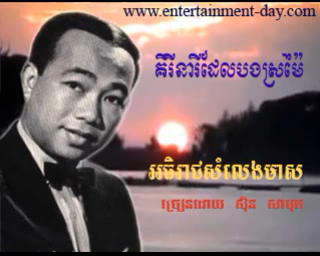 www.entertainment-day.com
គិរីនារីដែលបងស្រម៉ៃ
អធិរាជសំលេងមាស
ច្រៀងដោយ ស៊ុន សាមុត